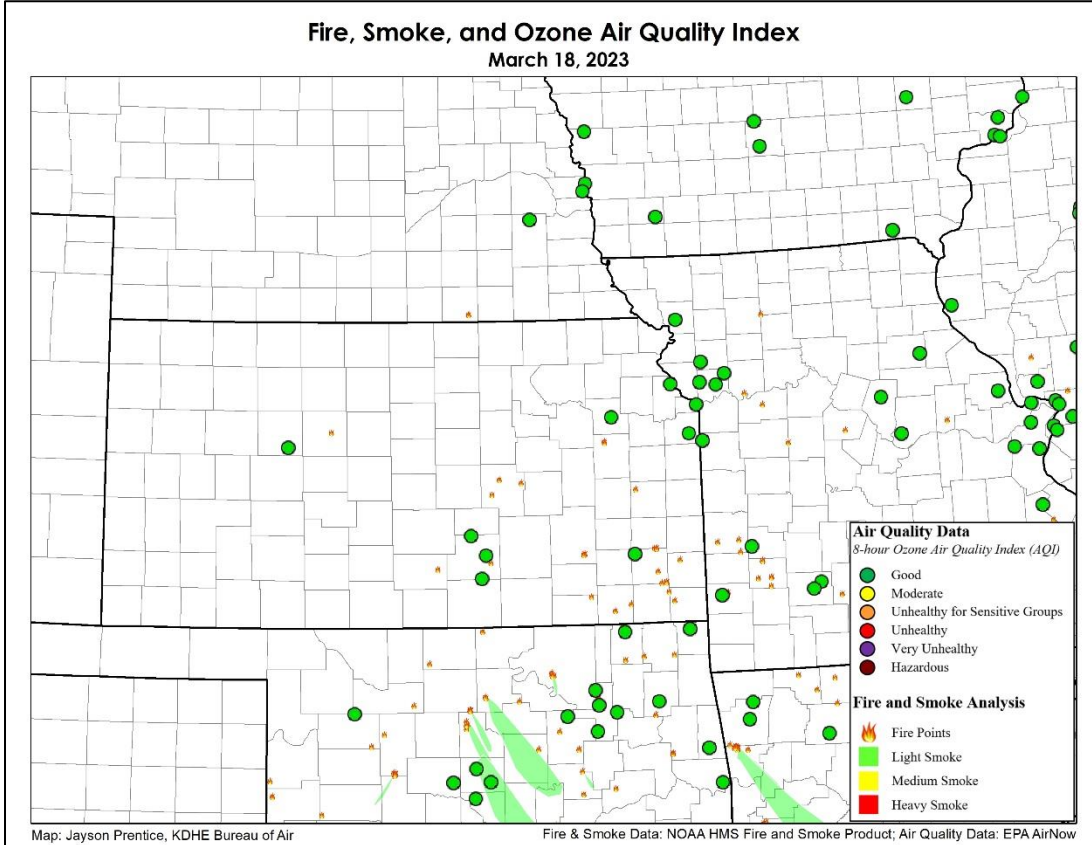 Fire, Smoke, and Ozone Air Quality Index
March 18, 2023
Air Quality Data
8-hour Ozone Air Quality Index (AQI)
Good
Moderate
Unhealthy for Sensitive Groups
Unhealthy
Very Unhealthy
Hazardous
Fire and Smoke Analysis
Fire Points
Light Smoke
Medium Smoke
Heavy Smoke
Map: Jayson Prentice, KDHE Bureau of Air
Fire & Smoke Data: NOAA HMS Fire and Smoke Product; Air Quality Data: EPA AirNow